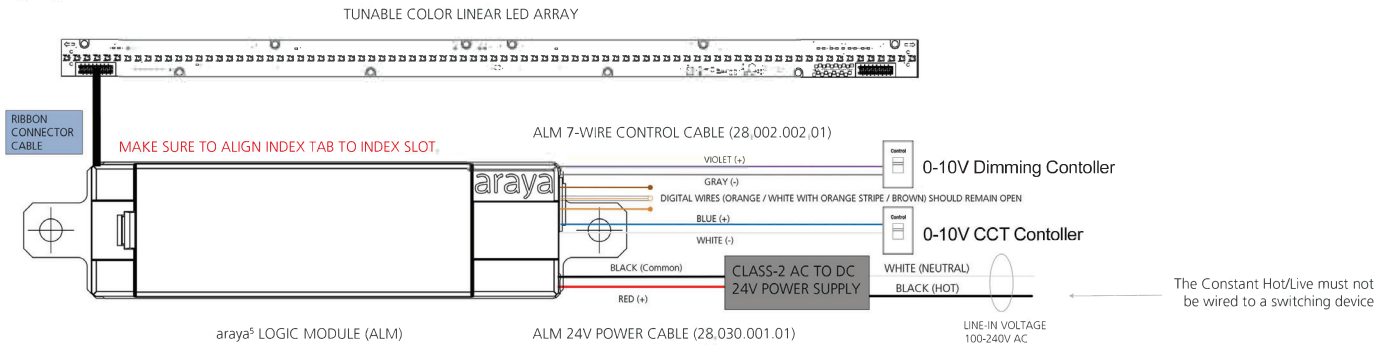 TUNABLE COLOR LINEAR LED ARRAY
RIBBON
CONNECTOR
CABLE
MAKE SURE TO ALIGN INDEX TAB TO INDEX SLOT.
ALM 7-WIRE CONTROL CABLE (28.002.002.01)
araya
VIOLET (+)
GRAY (-)
Control
0-10V Dimming Contoller
DIGITAL WIRES (ORANGE / WHITE WITH ORANGE STRIPE / BROWN) SHOULD REMAIN OPEN
BLUE (+)
WHITE (-)
Control
0-10V CCT Contoller
BLACK (Common)
RED (+)
CLASS-2 AC TO DC
24V POWER SUPPLY
WHITE (NEUTRAL)
BLACK (HOT)
The Constant Hot/Live must not
be wired to a switching device
LINE-IN VOLTAGE
100-240V AC
araya⁵ LOGIC MODULE (ALM)
ALM 24V POWER CABLE (28.030.001.01)